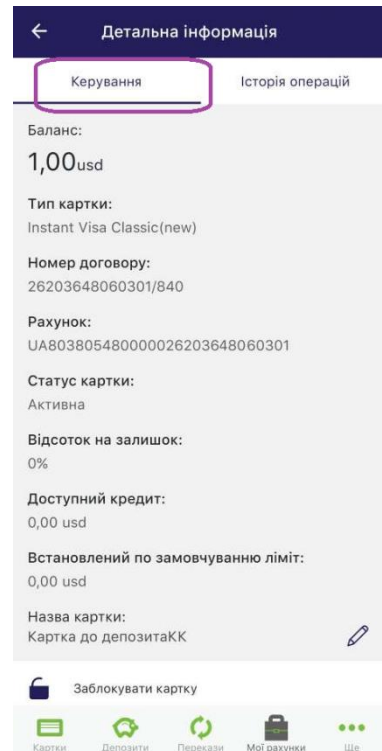 Детальна інформація
Керування Історія операцій
Баланс:
1,00usd
Тип картки:
Instant Visa Classic(new)
Номер договору:
26203648060301/840
Рахунок:
UA803805480000026203648060301
Статус картки:
Активна
Відсоток на залишок:
0%
Доступний кредит:
0,00 usd
Встановлений по замовчуванню ліміт:
0,00 usd
Назва картки:
Картка до депозитаКК
Заблокувати картку
Картки Депозити Перекази Мої рахунки Ще